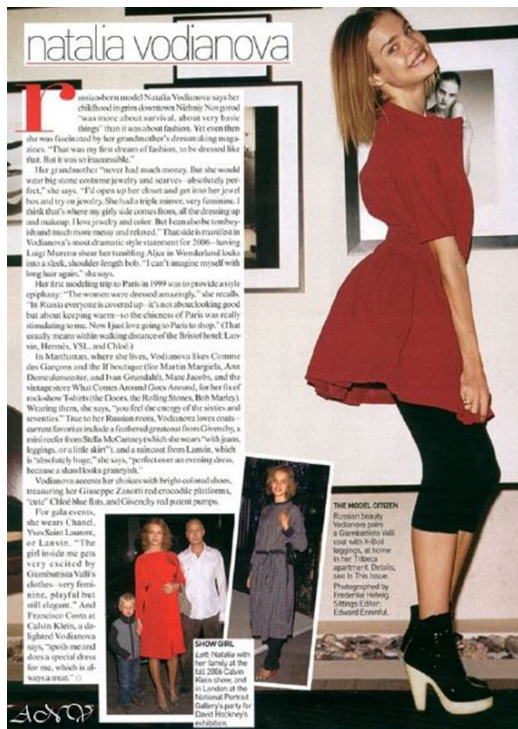 natalia vodianova
russian-born model Natalia Vodianova says her
childhood in grim downtown Nizhniy Novgorod
"was more about survival, about very basic
things" than it was about fashion. Yet even then
she was fascinated by her grandmother's dressmaking maga-
zines. "That was my first dream of fashion, to be dressed like
that. But it was so inaccessible."
Her grandmother "never had much money. But she would
wear big stone costume jewelry and scarves—absolutely per-
fect," she says. "I'd open up her closet and get into her jewel
box and try on jewelry. She had a triple mirror, very feminine. I
think that's where my girly side comes from, all the dressing up
and makeup. I love jewelry and color. But I can also be tomboy-
ish and much more messy and relaxed." That side is manifest in
Vodianova's most dramatic style statement for 2006—having
Luigi Murenu shear her tumbling Alice in Wonderland locks
into a sleek, shoulder-length bob. "I can't imagine myself with
long hair again," she says.
Her first modeling trip to Paris in 1999 was to provide a style
epiphany: "The women were dressed amazingly," she recalls.
"In Russia everyone is covered up—it's not about looking good
but about keeping warm—so the chicness of Paris was really
stimulating to me. Now I just love going to Paris to shop." (That
usually means within walking distance of the Bristol hotel: Lan-
vin, Hermès, YSL, and Chloé.)
In Manhattan, where she lives, Vodianova likes Comme
des Garçons and the If boutique (for Martin Margiela, Ann
Demeulemeester, and Ivan Grundahl), Marc Jacobs, and the
vintage store What Comes Around Goes Around, for her fix of
rock-show T-shirts (the Doors, the Rolling Stones, Bob Marley).
Wearing them, she says, "you feel the energy of the sixties and
seventies." True to her Russian roots, Vodianova loves coats—
current favorites include a feathered greatcoat from Givenchy, a
mini reefer from Stella McCartney (which she wears "with jeans,
leggings, or a little skirt"), and a raincoat from Lanvin, which
is "absolutely huge," she says, "perfect over an evening dress,
because a shawl looks grannyish."
Vodianova accents her choices with bright-colored shoes,
treasuring her Giuseppe Zanotti red crocodile platforms,
"cute" Chloé blue flats, and Givenchy red patent pumps.
For gala events,
she wears Chanel,
Yves Saint Laurent,
or Lanvin. "The
girl inside me gets
very excited by
Giambattista Valli's
clothes—very femi-
nine, playful but
still elegant." And
Francisco Costa at
Calvin Klein, a de-
lighted Vodianova
says, "spoils me and
does a special dress
for me, which is al-
ways a treat." □
SHOW GIRL
Left: Natalia with
her family at the
fall 2006 Calvin
Klein show, and
in London at the
National Portrait
Gallery's party for
David Hockney's
exhibition.
THE MODEL CITIZEN
Russian beauty
Vodianova pairs
a Giambattista Valli
coat with X-Boil
leggings, at home
in her Tribeca
apartment. Details,
see In This Issue.
Photographed by
Frederike Helwig.
Sittings Editor:
Edward Enninful.
ANW